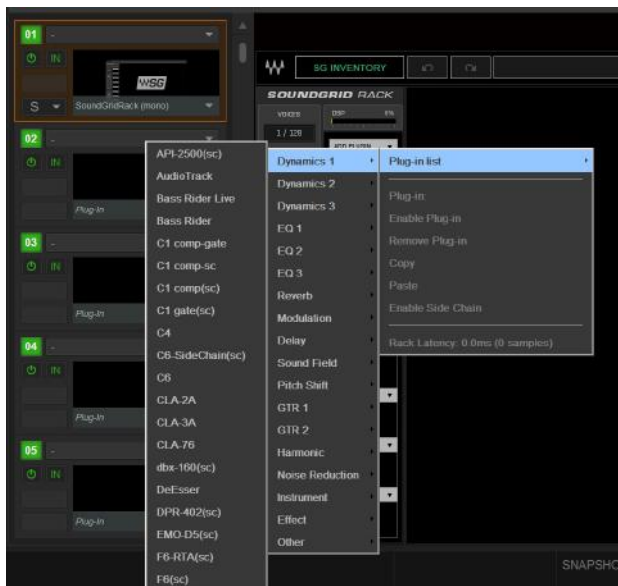 01 -
IN
WSG
S SoundGridRack (mono)
02 -
IN
Plug-In
03 -
IN
Plug-In
04 -
IN
Plug-In
05 -
IN
Plug-In
SG INVENTORY
SOUNDGRID RACK
VOICES DSP 0%
1 / 128
ADD PLUGIN
API-2500(sc)
AudioTrack
Bass Rider Live
Bass Rider
C1 comp-gate
C1 comp-sc
C1 comp(sc)
C1 gate(sc)
C4
C6-SideChain(sc)
C6
CLA-2A
CLA-3A
CLA-76
dbx-160(sc)
DeEsser
DPR-402(sc)
EMO-D5(sc)
F6-RTA(sc)
F6(sc)
Dynamics 1
Dynamics 2
Dynamics 3
EQ 1
EQ 2
EQ 3
Reverb
Modulation
Delay
Sound Field
Pitch Shift
GTR 1
GTR 2
Harmonic
Noise Reduction
Instrument
Effect
Other
Plug-in list
Plug-in:
Enable Plug-in
Remove Plug-in
Copy
Paste
Enable Side Chain
Rack Latency: 0.0ms (0 samples)
SNAPSHO